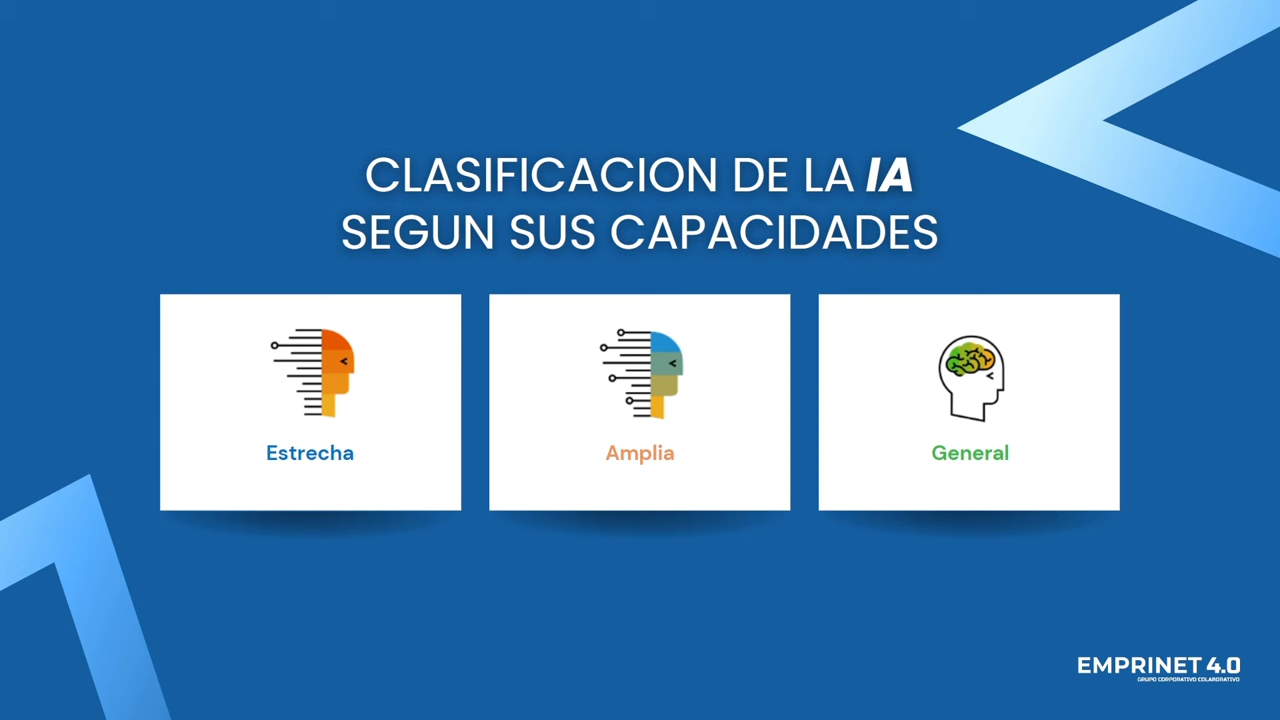 CLASIFICACION DE LA IA
SEGUN SUS CAPACIDADES
Estrecha
Amplia
General
EMPRINET 4.0
GRUPO CORPORATIVO COLABORATIVO